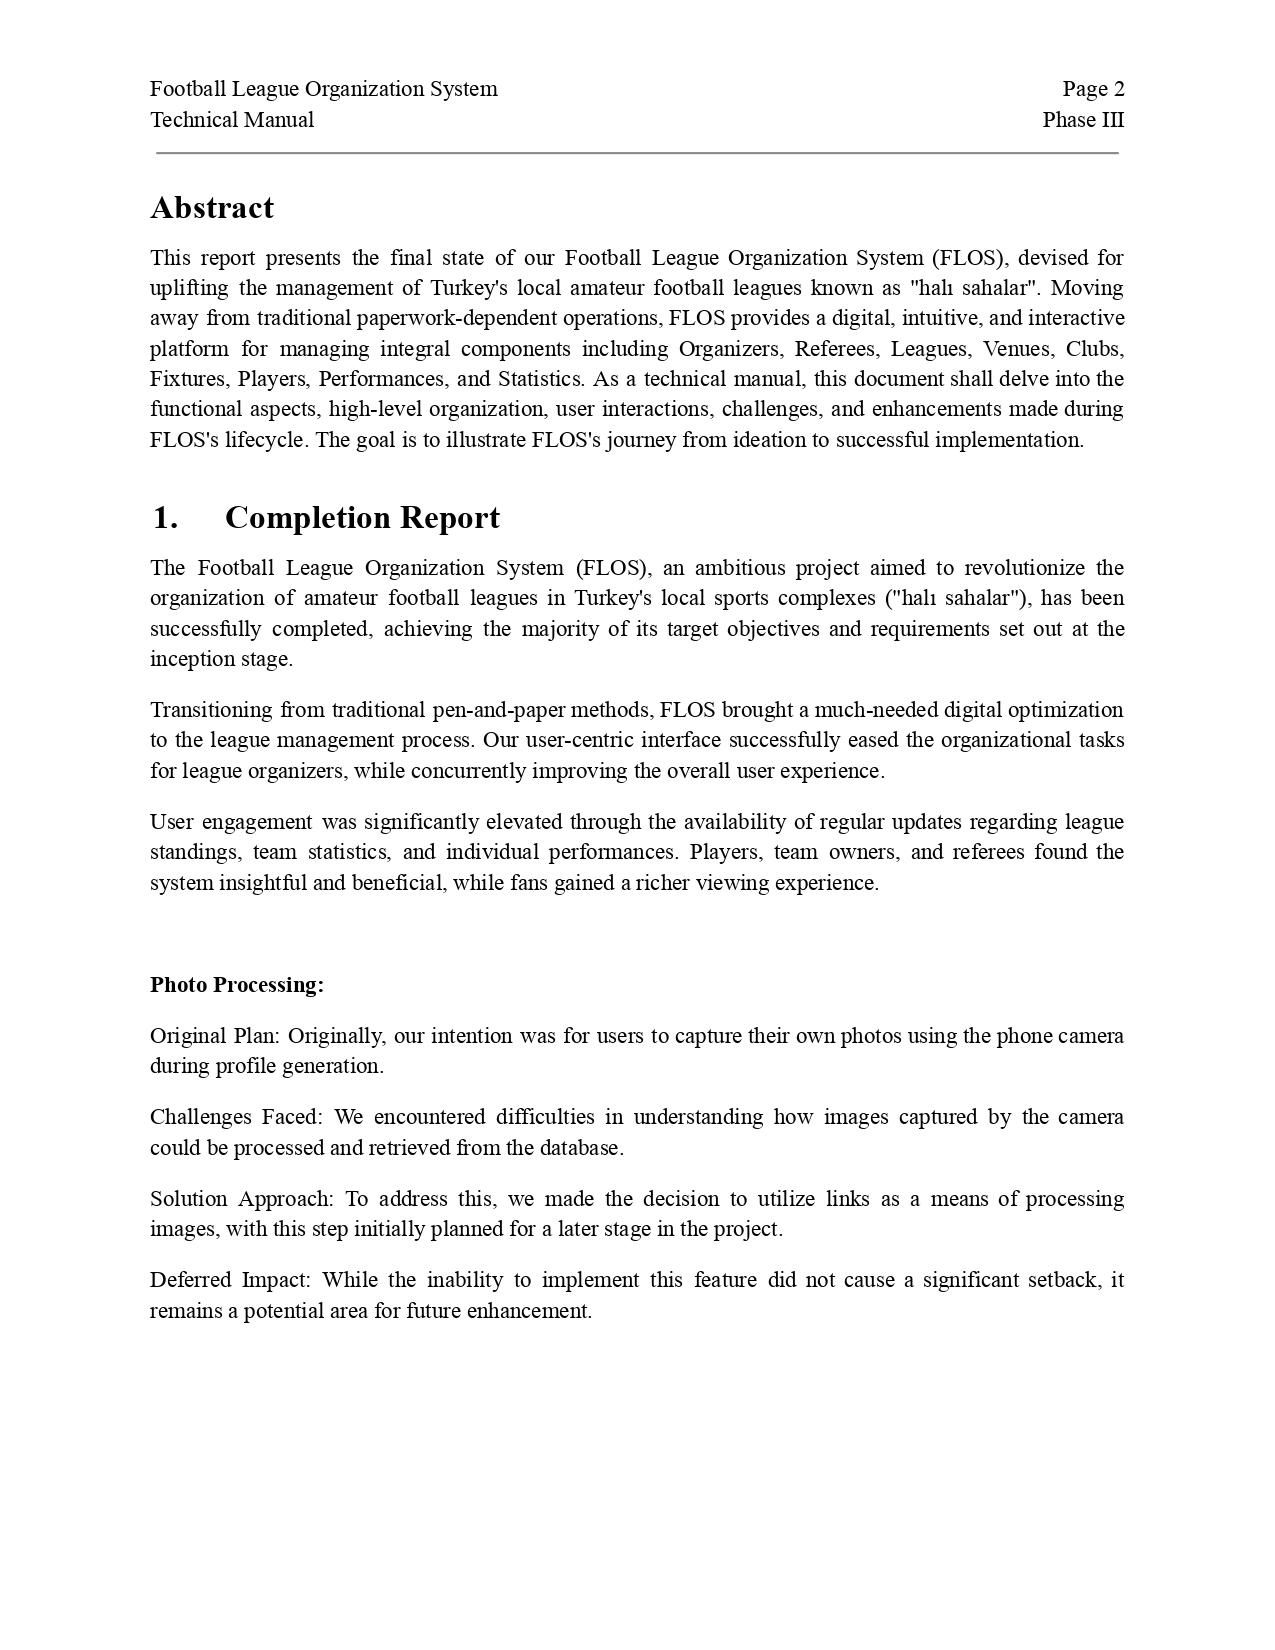 Football League Organization System Page 2
Technical Manual Phase III
Abstract
This report presents the final state of our Football League Organization System (FLOS), devised for
uplifting the management of Turkey's local amateur football leagues known as "halı sahalar". Moving
away from traditional paperwork-dependent operations, FLOS provides a digital, intuitive, and interactive
platform for managing integral components including Organizers, Referees, Leagues, Venues, Clubs,
Fixtures, Players, Performances, and Statistics. As a technical manual, this document shall delve into the
functional aspects, high-level organization, user interactions, challenges, and enhancements made during
FLOS's lifecycle. The goal is to illustrate FLOS's journey from ideation to successful implementation.
1. Completion Report
The Football League Organization System (FLOS), an ambitious project aimed to revolutionize the
organization of amateur football leagues in Turkey's local sports complexes ("halı sahalar"), has been
successfully completed, achieving the majority of its target objectives and requirements set out at the
inception stage.
Transitioning from traditional pen-and-paper methods, FLOS brought a much-needed digital optimization
to the league management process. Our user-centric interface successfully eased the organizational tasks
for league organizers, while concurrently improving the overall user experience.
User engagement was significantly elevated through the availability of regular updates regarding league
standings, team statistics, and individual performances. Players, team owners, and referees found the
system insightful and beneficial, while fans gained a richer viewing experience.
Photo Processing:
Original Plan: Originally, our intention was for users to capture their own photos using the phone camera
during profile generation.
Challenges Faced: We encountered difficulties in understanding how images captured by the camera
could be processed and retrieved from the database.
Solution Approach: To address this, we made the decision to utilize links as a means of processing
images, with this step initially planned for a later stage in the project.
Deferred Impact: While the inability to implement this feature did not cause a significant setback, it
remains a potential area for future enhancement.